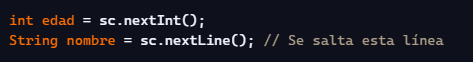 int edad = sc.nextInt();
String nombre = sc.nextLine(); // Se salta esta línea